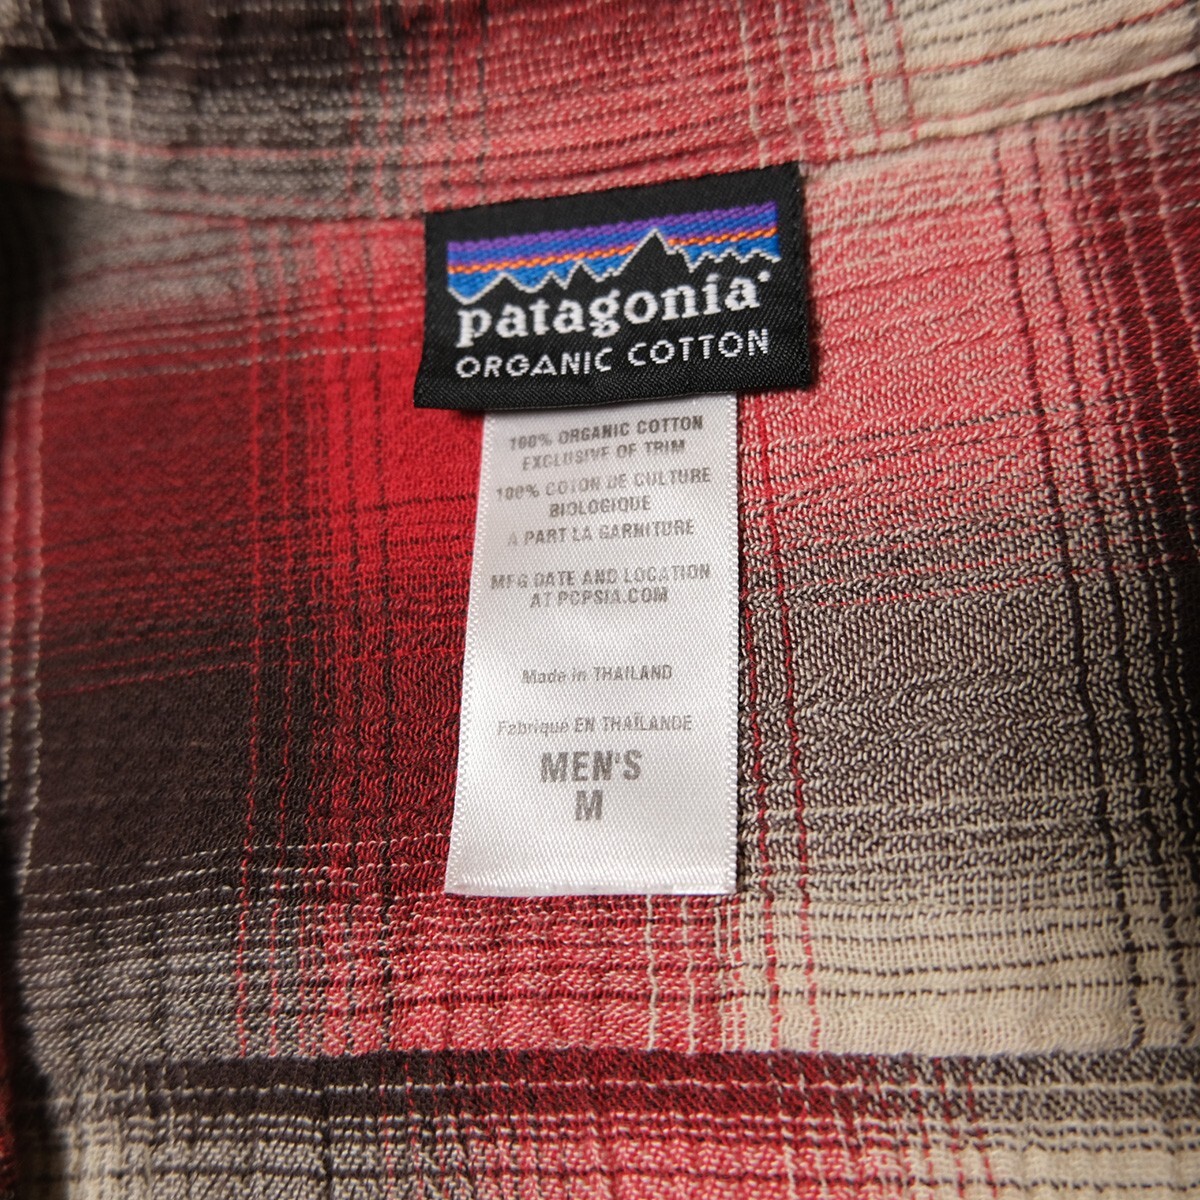 patagonia®
ORGANIC COTTON
100% ORGANIC COTTON
EXCLUSIVE OF TRIM
100% COTON DE CULTURE
BIOLOGIQUE
A PART LA GARNITURE
MFG DATE AND LOCATION
AT PCPSIA.COM
Made in THAILAND
Fabriqué EN THAÏLANDE
MEN'S
M